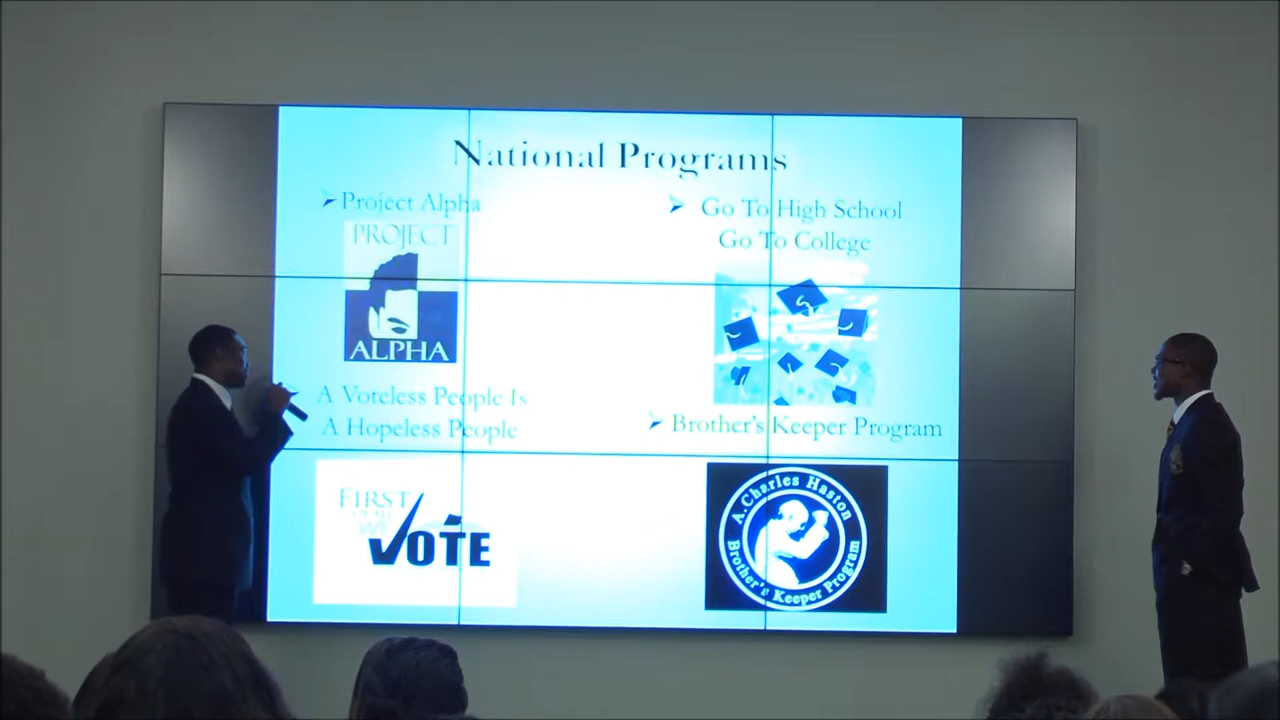 National Programs
➤Project Alpha
PROJECT
ALPHA
A Voteless People Is
A Hopeless People
FIRST
WE
VOTE
➤ Go To High School
Go To College
➤ Brother's Keeper Program
A. Charles Haston
Brother's Keeper Program